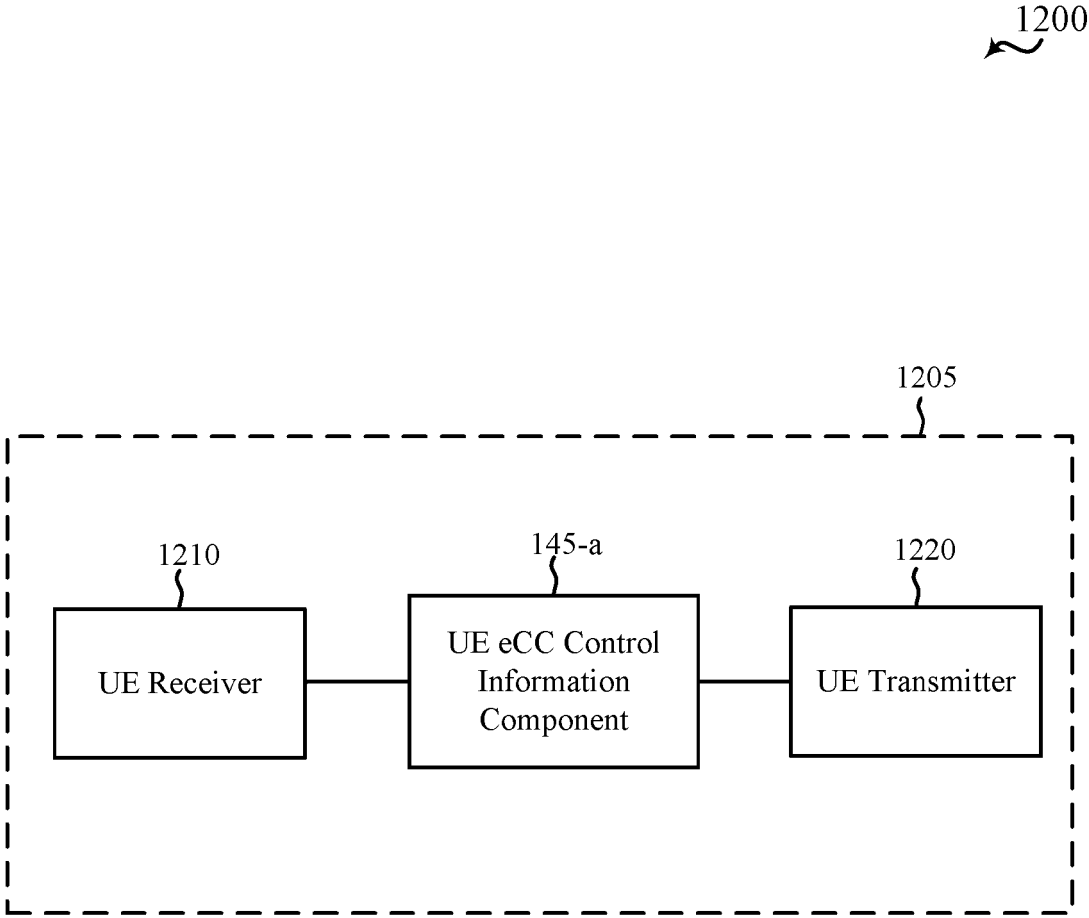 1200
1205
1210
145-a
1220
UE Receiver
UE eCC Control
Information
Component
UE Transmitter